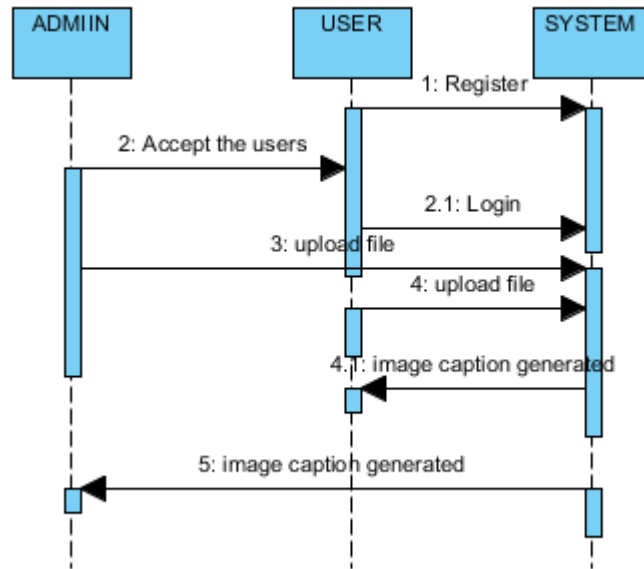 ADMIIN
USER
SYSTEM
1: Register
2: Accept the users
2.1: Login
3: upload file
4: upload file
4.1: image caption generated
5: image caption generated